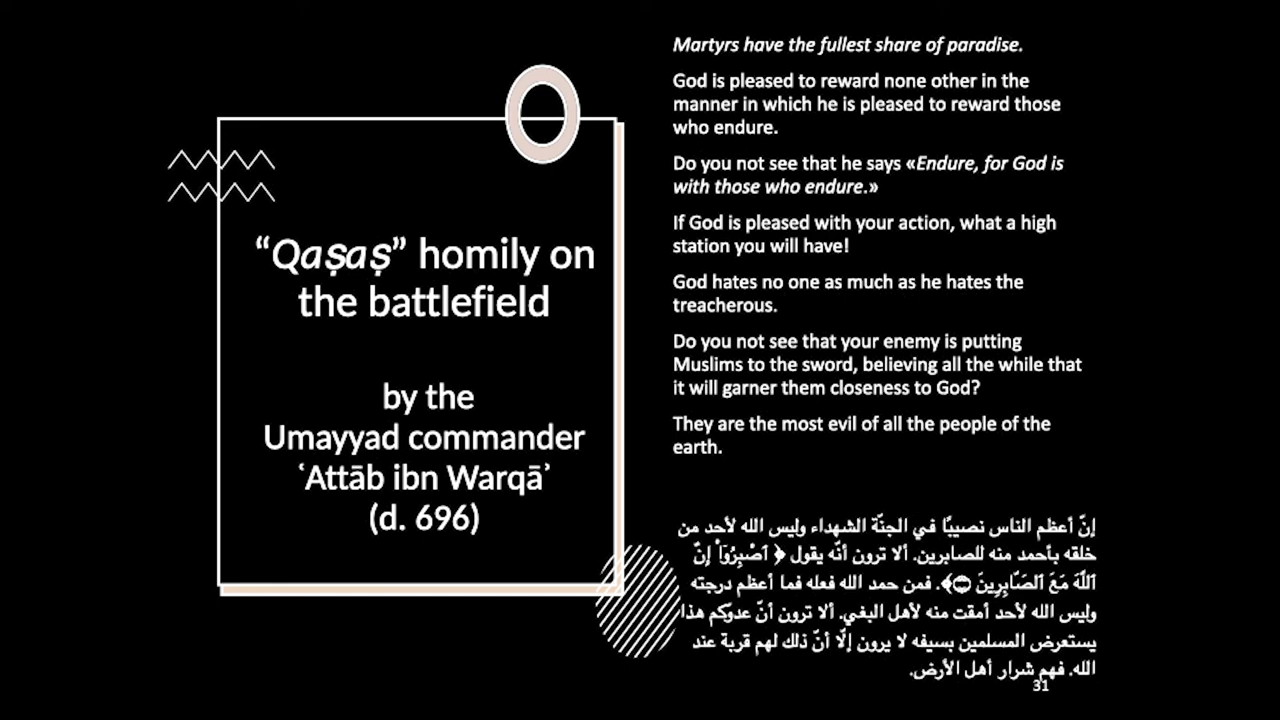 “Qaṣaṣ” homily on
the battlefield
by the
Umayyad commander
ʿAttāb ibn Warqāʾ
(d. 696)
Martyrs have the fullest share of paradise.
God is pleased to reward none other in the
manner in which he is pleased to reward those
who endure.
Do you not see that he says «Endure, for God is
with those who endure.»
If God is pleased with your action, what a high
station you will have!
God hates no one as much as he hates the
treacherous.
Do you not see that your enemy is putting
Muslims to the sword, believing all the while that
it will garner them closeness to God?
They are the most evil of all the people of the
earth.
إنّ أعظم الناس نصيبًا في الجنّة الشهداء وليس الله لأحد من
خلقه بأحمد منه للصابرين. ألا ترون أنّه يقول ﴿ ٱصْبِرُوٓا۟ إِنَّ
ٱللَّهَ مَعَ ٱلصَّـٰبِرِينَ ۝﴾. فمن حمد الله فعله فما أعظم درجته
وليس الله لأحد أمقت منه لأهل البغي. ألا ترون أنّ عدوكم هذا
يستعرض المسلمين بسيفه لا يرون إلّا أنّ ذلك لهم قربة عند
الله. فهم شرار أهل الأرض.
31